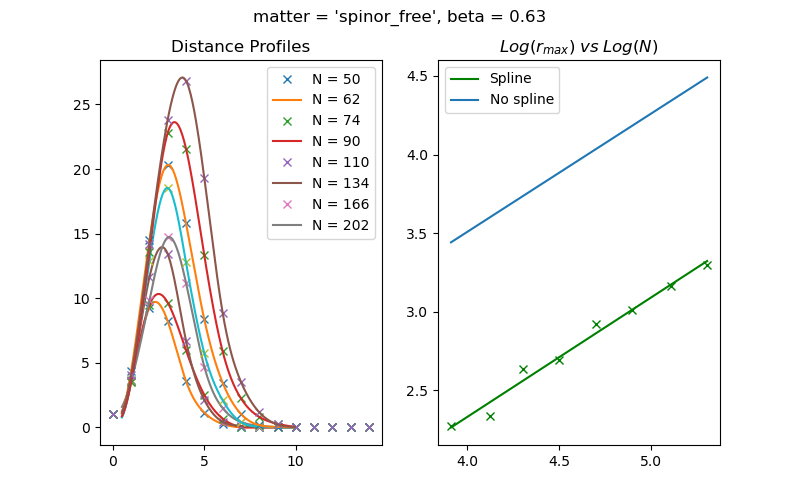 matter = 'spinor_free', beta = 0.63
Distance Profiles
N = 50
N = 62
N = 74
N = 90
N = 110
N = 134
N = 166
N = 202
25
20
15
10
5
0
0 5 10
Log(r_max) vs Log(N)
Spline
No spline
4.5
4.0
3.5
3.0
2.5
4.0 4.5 5.0